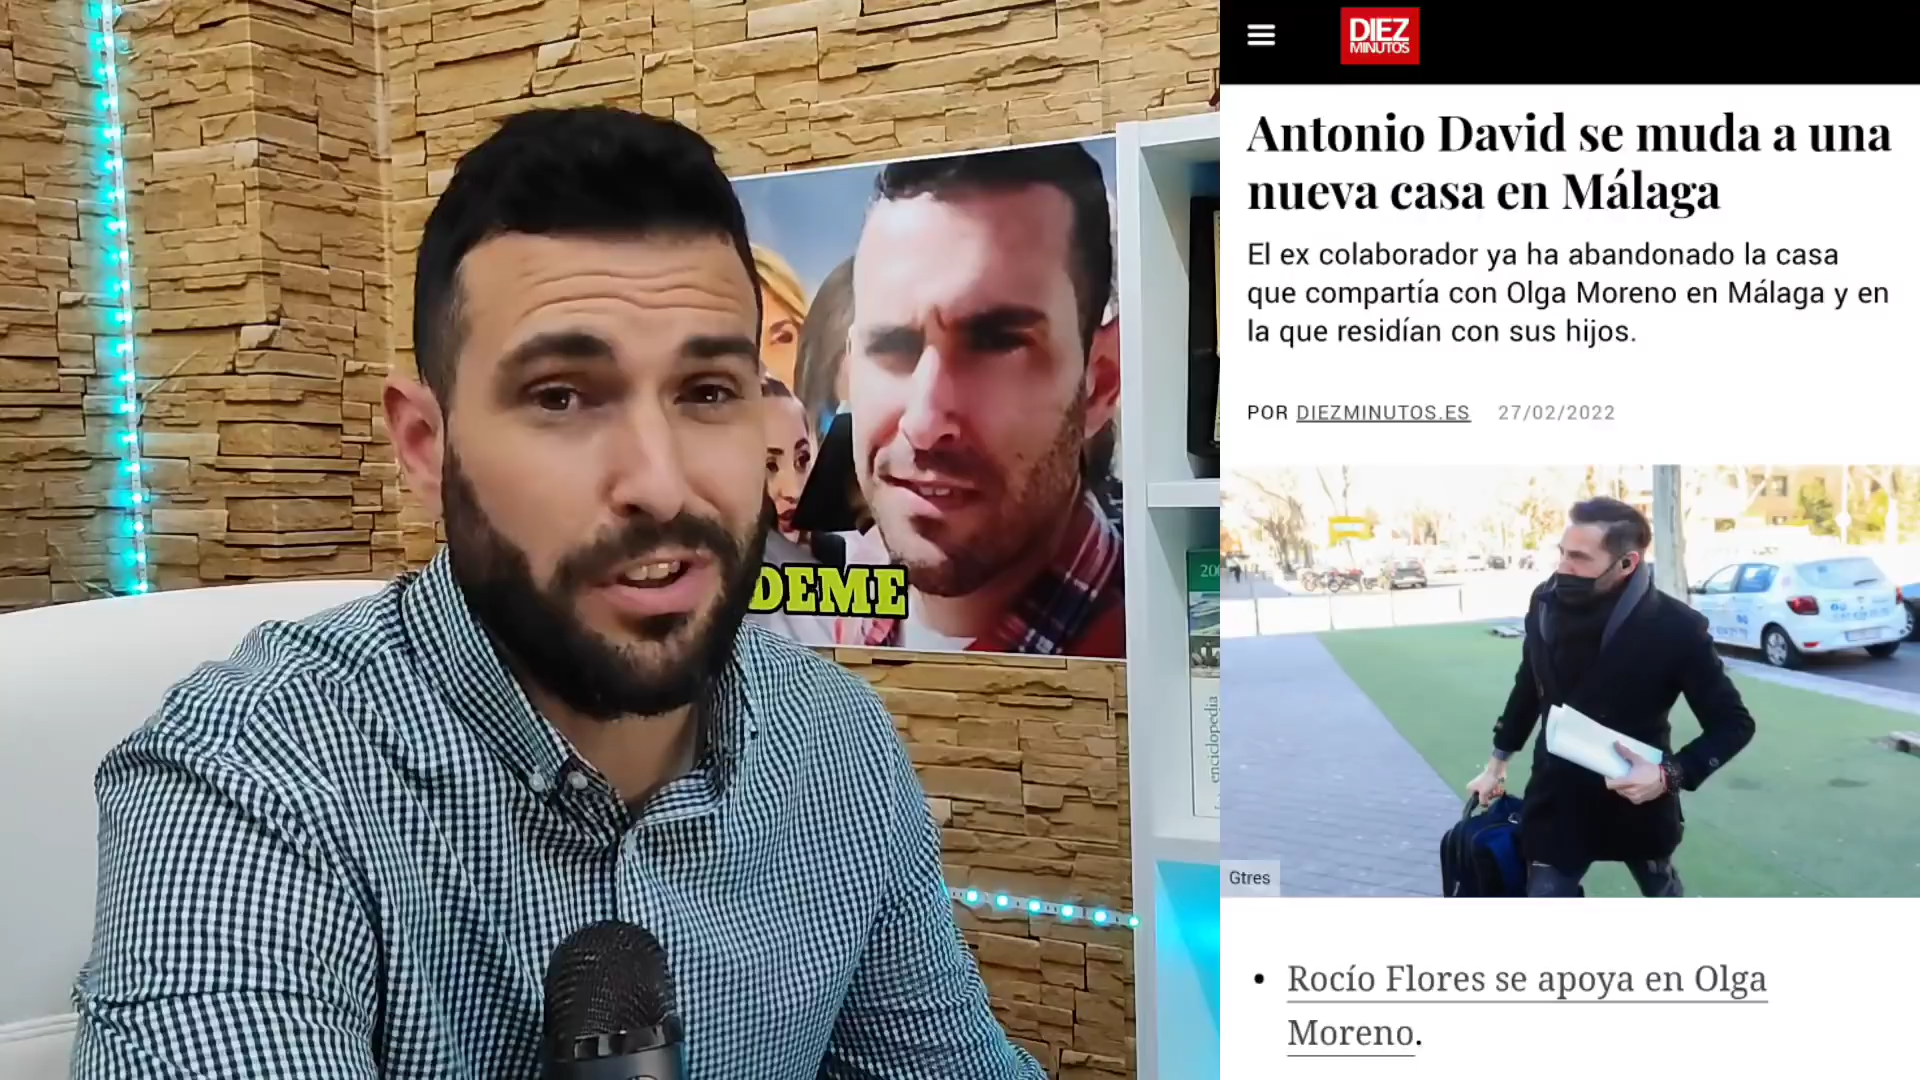 DEME
200
enciclopedia
DIEZ
MINUTOS
Antonio David se muda a una
nueva casa en Málaga
El ex colaborador ya ha abandonado la casa
que compartía con Olga Moreno en Málaga y en
la que residían con sus hijos.
POR DIEZMINUTOS.ES 27/02/2022
Gtres
• Rocío Flores se apoya en Olga
Moreno.